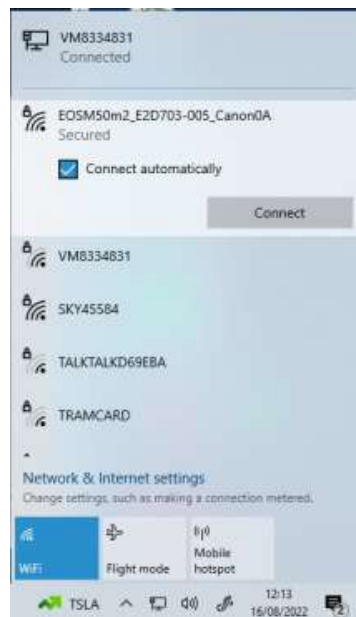 VM8334831
Connected
EOSM50m2_E2D703-005_Canon0A
Secured
Connect automatically
Connect
VM8334831
SKY45584
TALKTALKD69EBA
TRAMCARD
Network & Internet settings
Change settings, such as making a connection metered.
WiFi
Flight mode
Mobile
hotspot
TSLA
12:13
16/08/2022
2